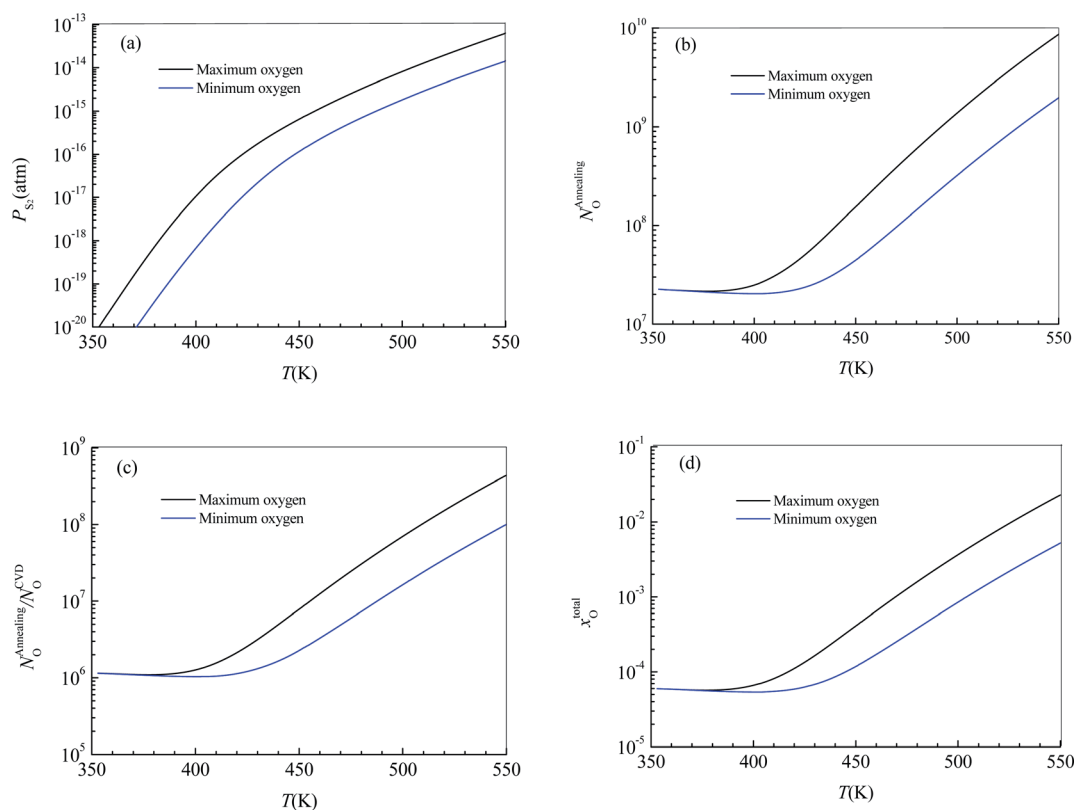 (a)
Maximum oxygen
Minimum oxygen
P_{S_2}(atm)
10^{-13}
10^{-14}
10^{-15}
10^{-16}
10^{-17}
10^{-18}
10^{-19}
10^{-20}
350 400 450 500 550
T(K)
(b)
Maximum oxygen
Minimum oxygen
N_O^{Annealing}
10^{10}
10^9
10^8
10^7
350 400 450 500 550
T(K)
(c)
Maximum oxygen
Minimum oxygen
N_O^{Annealing}/N_O^{CVD}
10^9
10^8
10^7
10^6
10^5
350 400 450 500 550
T(K)
(d)
Maximum oxygen
Minimum oxygen
x_O^{total}
10^{-1}
10^{-2}
10^{-3}
10^{-4}
10^{-5}
350 400 450 500 550
T(K)